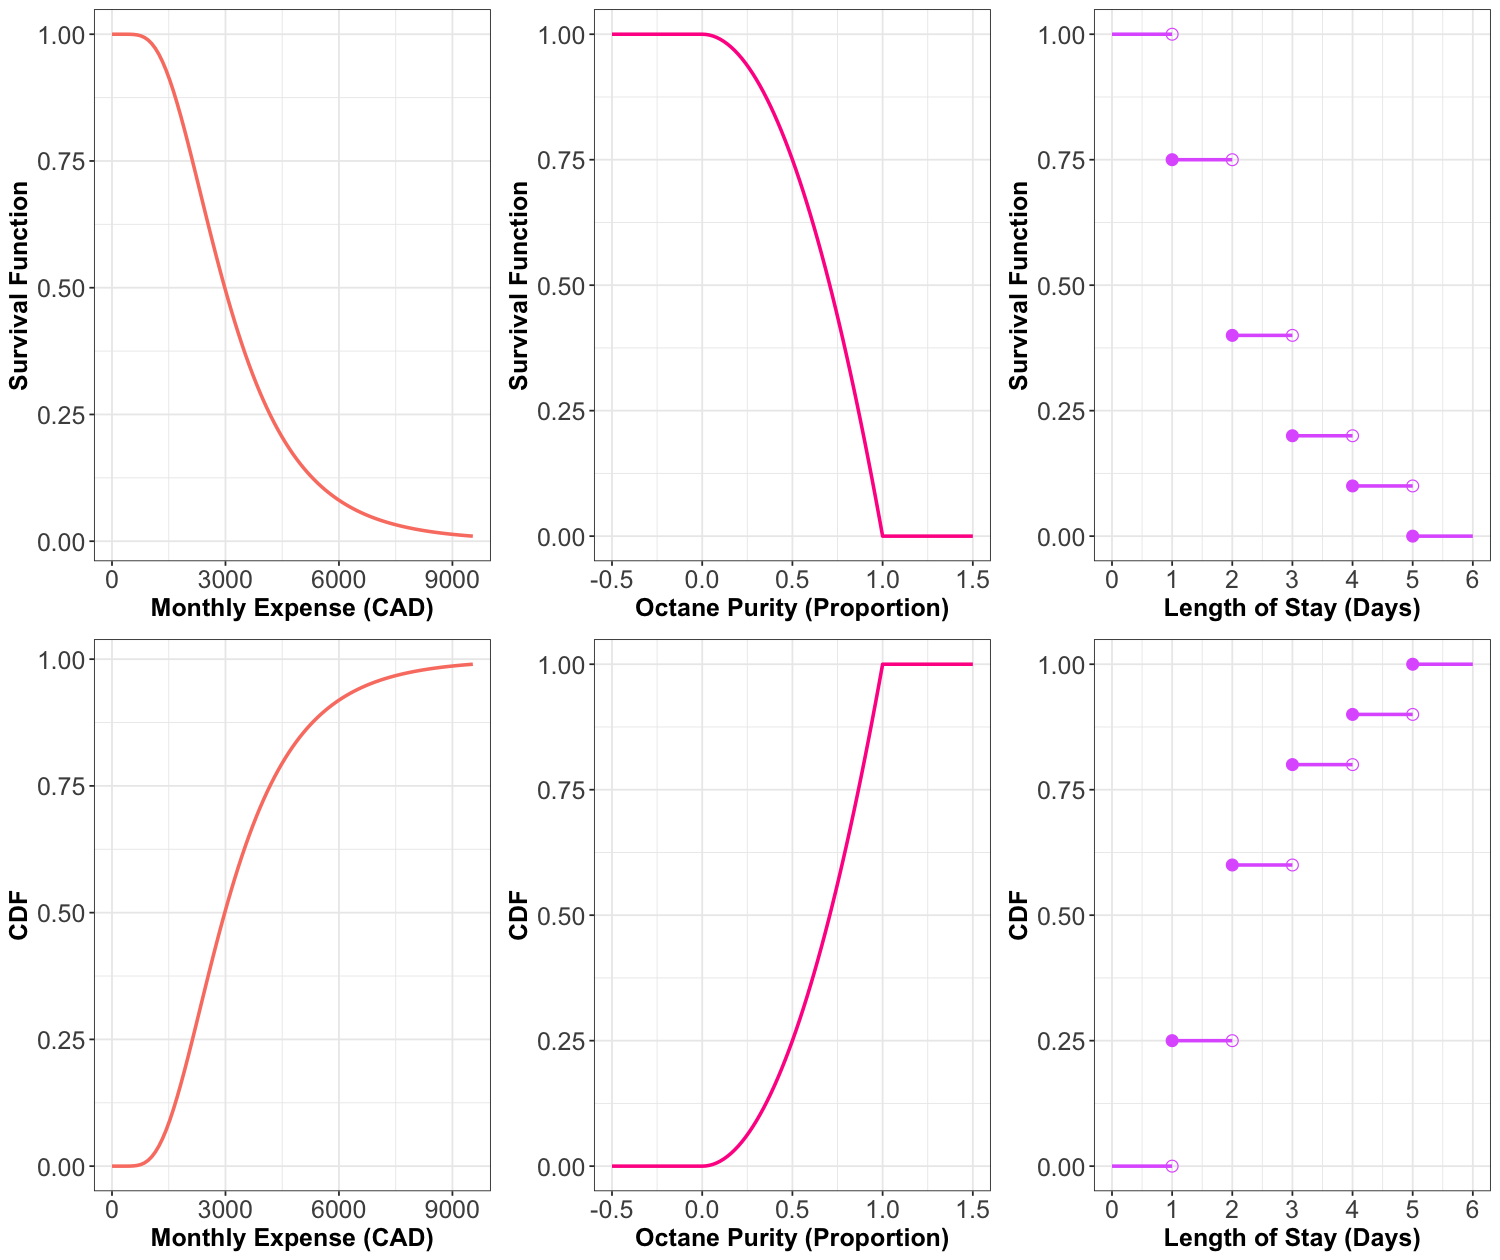 Survival Function
1.00
0.75
0.50
0.25
0.00
0 3000 6000 9000
Monthly Expense (CAD)
Survival Function
1.00
0.75
0.50
0.25
0.00
-0.5 0.0 0.5 1.0 1.5
Octane Purity (Proportion)
Survival Function
1.00
0.75
0.50
0.25
0.00
0 1 2 3 4 5 6
Length of Stay (Days)
CDF
1.00
0.75
0.50
0.25
0.00
0 3000 6000 9000
Monthly Expense (CAD)
CDF
1.00
0.75
0.50
0.25
0.00
-0.5 0.0 0.5 1.0 1.5
Octane Purity (Proportion)
CDF
1.00
0.75
0.50
0.25
0.00
0 1 2 3 4 5 6
Length of Stay (Days)